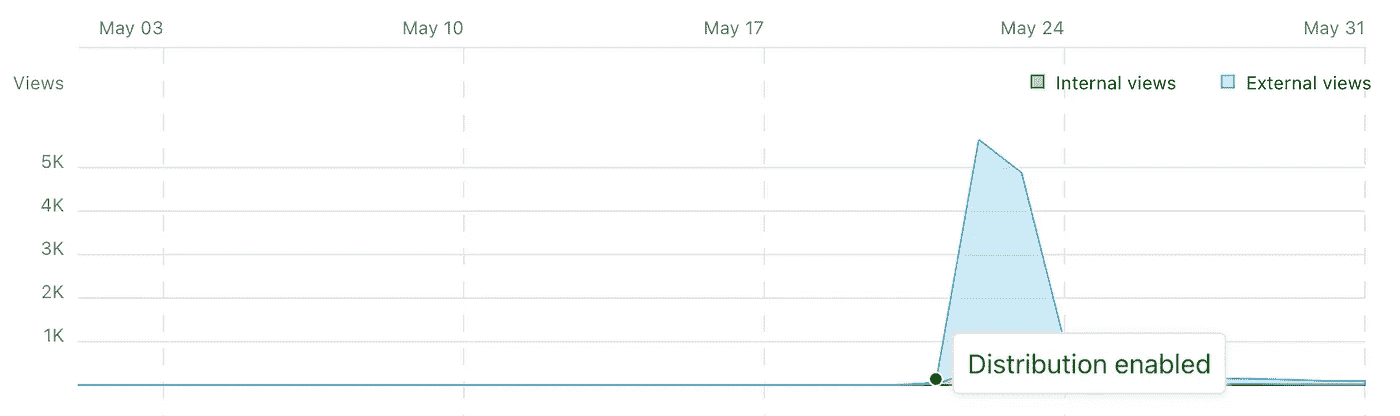 May 03 May 10 May 17 May 24 May 31
Views Internal views External views
5K
4K
3K
2K
1K
Distribution enabled